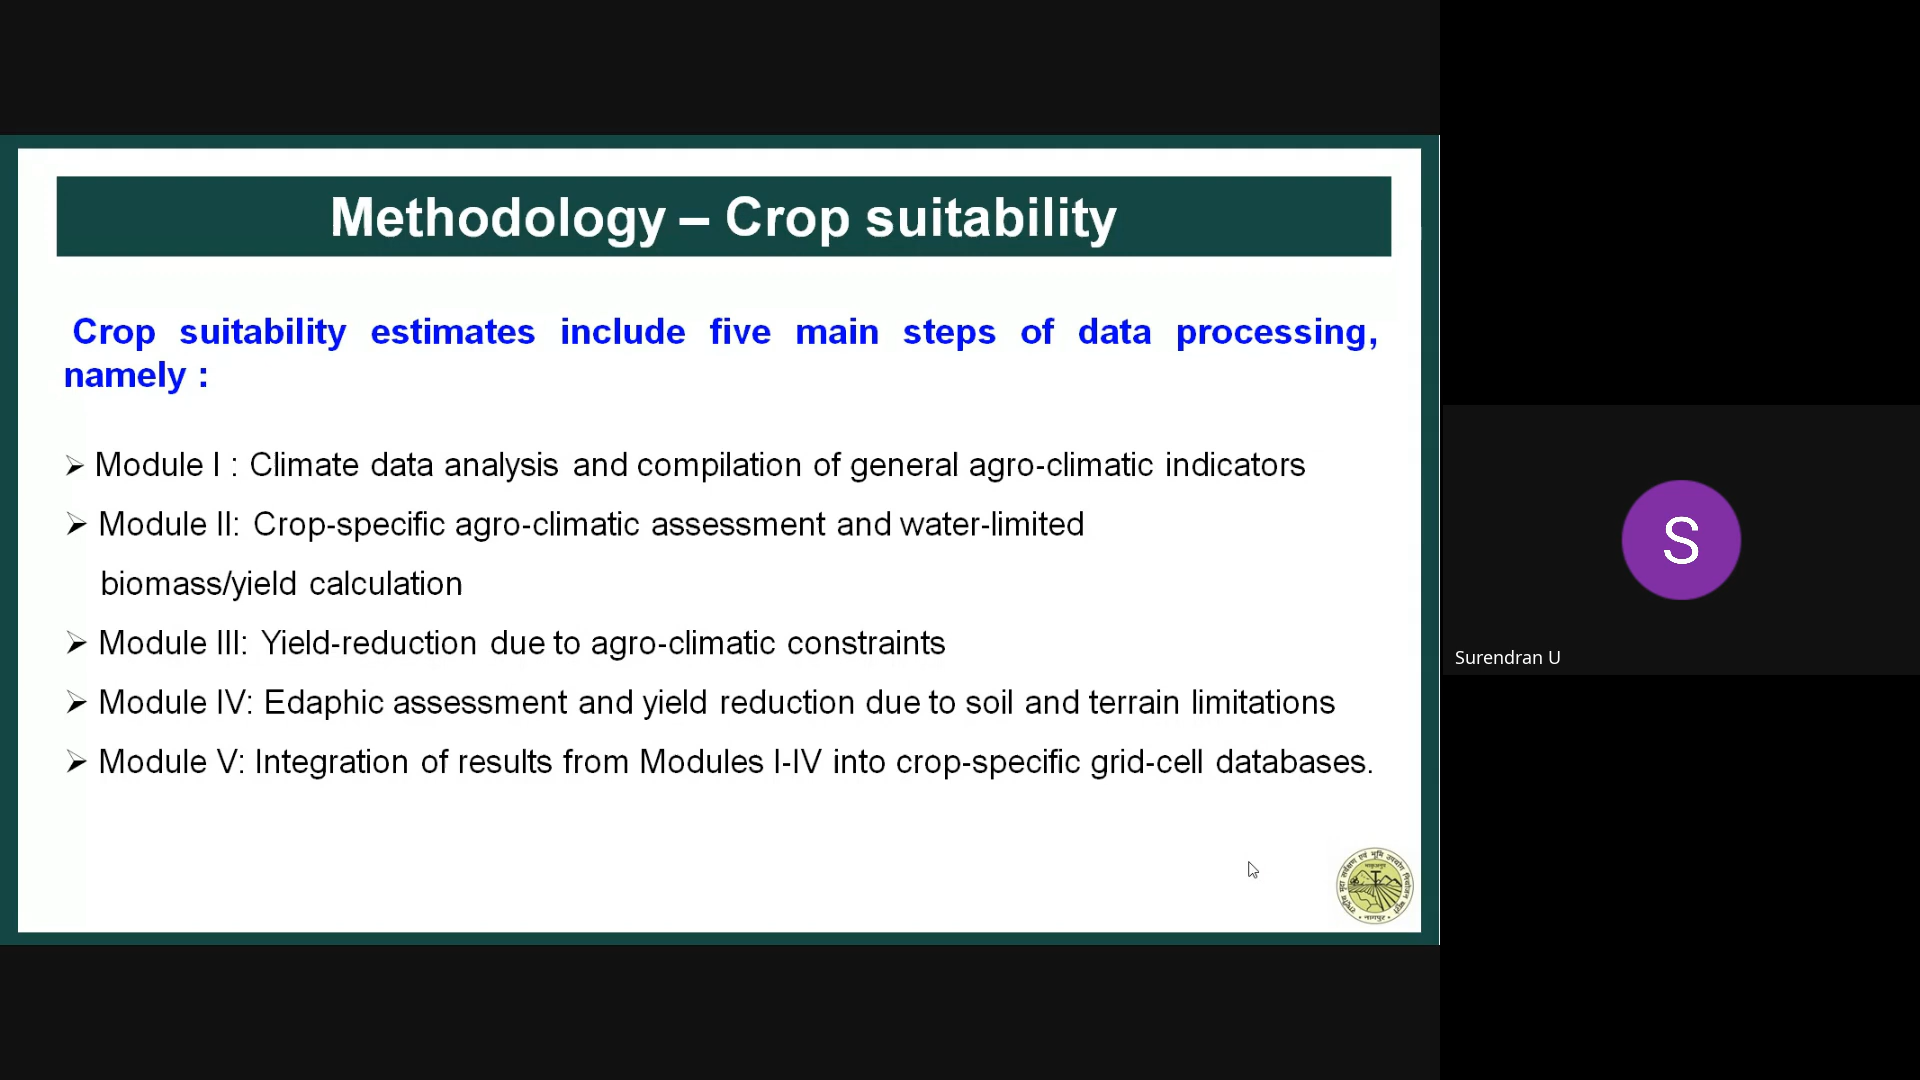 Methodology – Crop suitability
Crop suitability estimates include five main steps of data processing,
namely :
➢ Module I : Climate data analysis and compilation of general agro-climatic indicators
➢ Module II: Crop-specific agro-climatic assessment and water-limited
biomass/yield calculation
➢ Module III: Yield-reduction due to agro-climatic constraints
➢ Module IV: Edaphic assessment and yield reduction due to soil and terrain limitations
➢ Module V: Integration of results from Modules I-IV into crop-specific grid-cell databases.
S
Surendran U